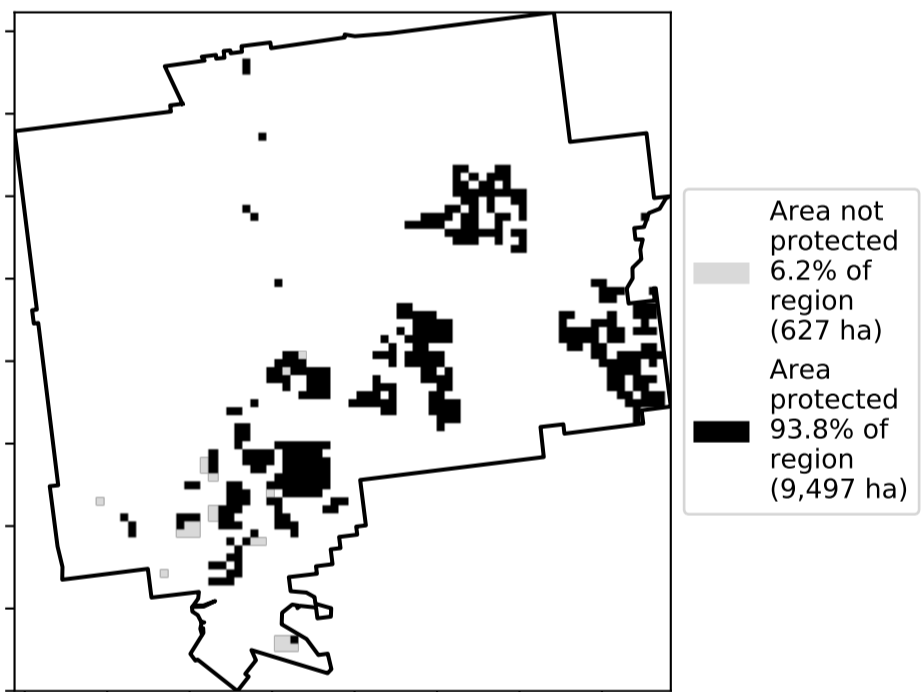 Area not
protected
6.2% of
region
(627 ha)
Area
protected
93.8% of
region
(9,497 ha)